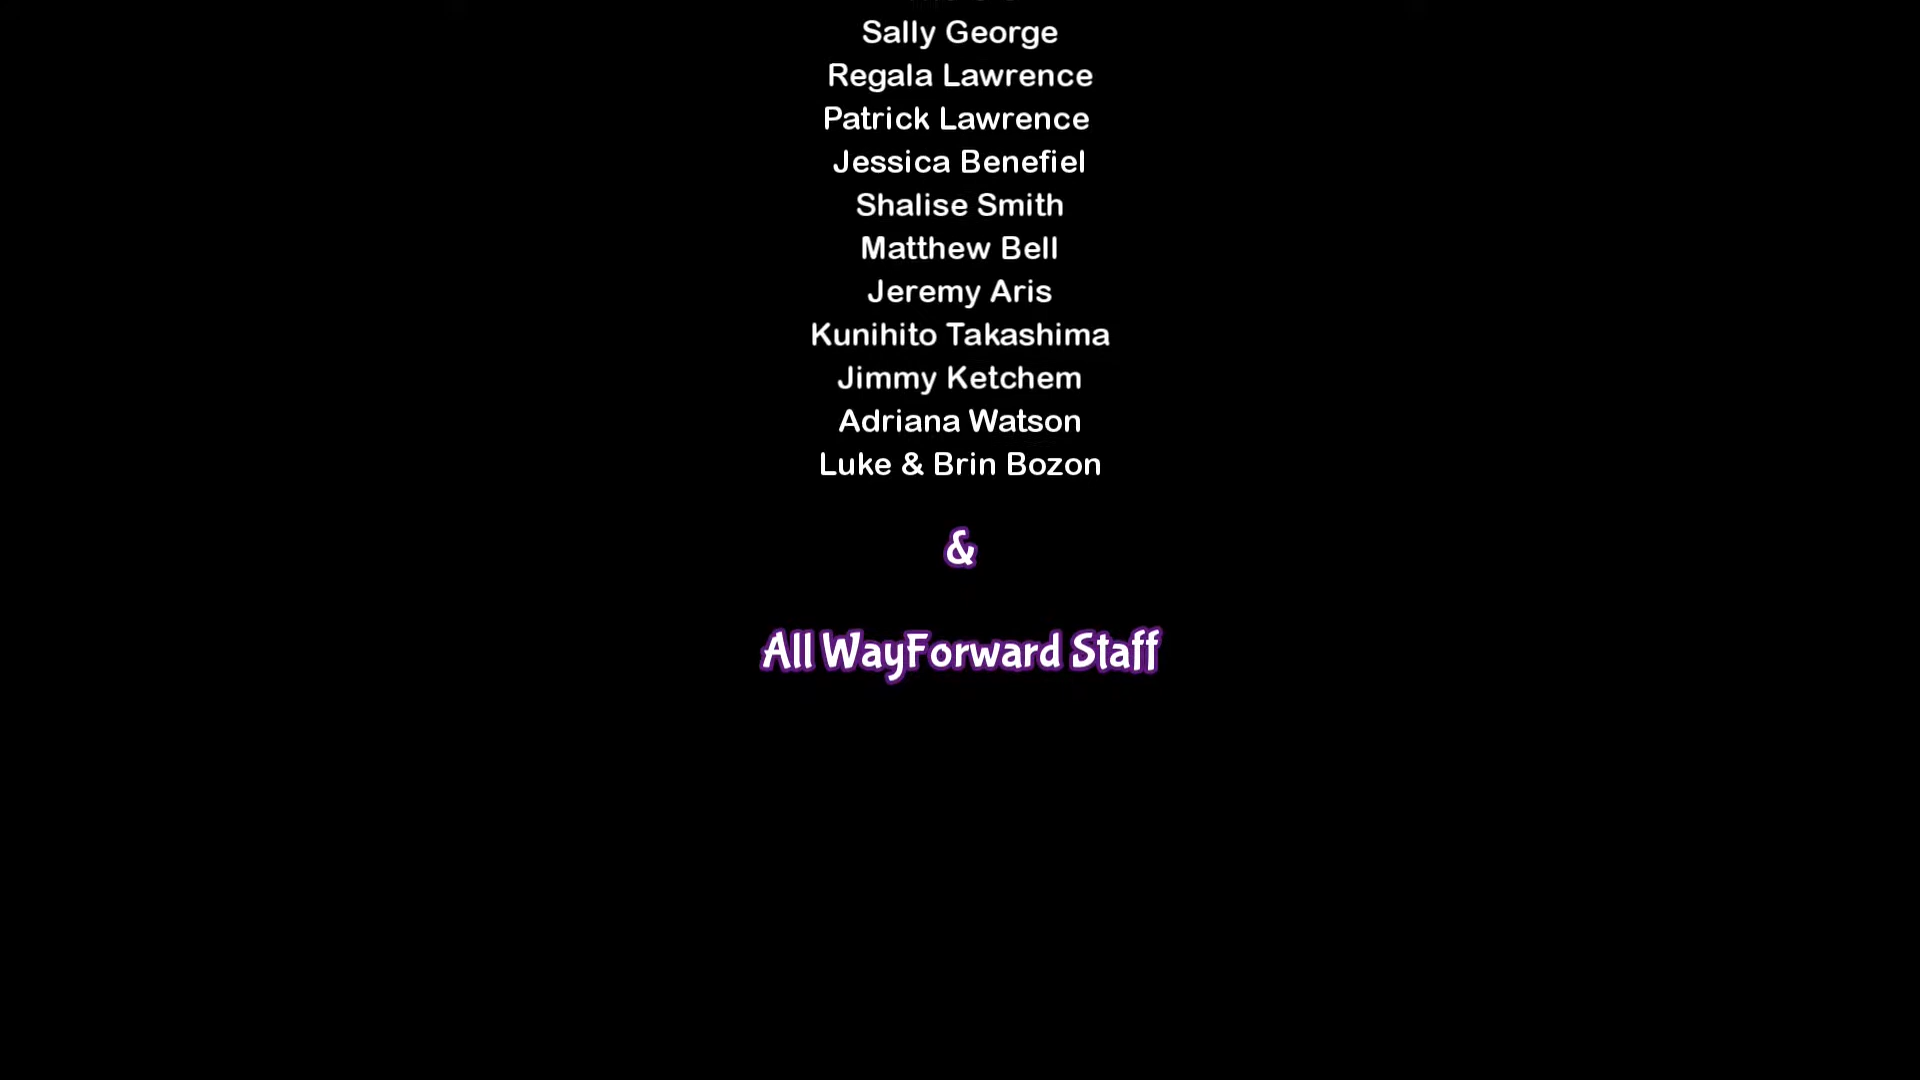 Sally George
Regala Lawrence
Patrick Lawrence
Jessica Benefiel
Shalise Smith
Matthew Bell
Jeremy Aris
Kunihito Takashima
Jimmy Ketchem
Adriana Watson
Luke & Brin Bozon
&
All WayForward Staff